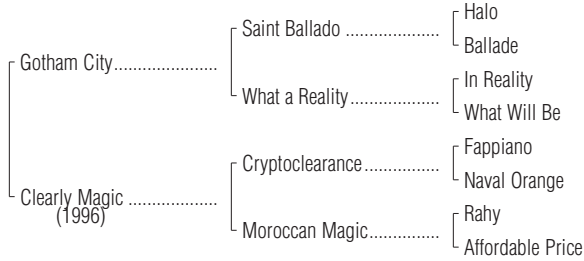 Halo
Saint Ballado ....................
Ballade
Gotham City......................
In Reality
What a Reality...................
What Will Be
Fappiano
Cryptoclearance................
Naval Orange
Clearly Magic ...................
(1996)
Rahy
Moroccan Magic...............
Affordable Price